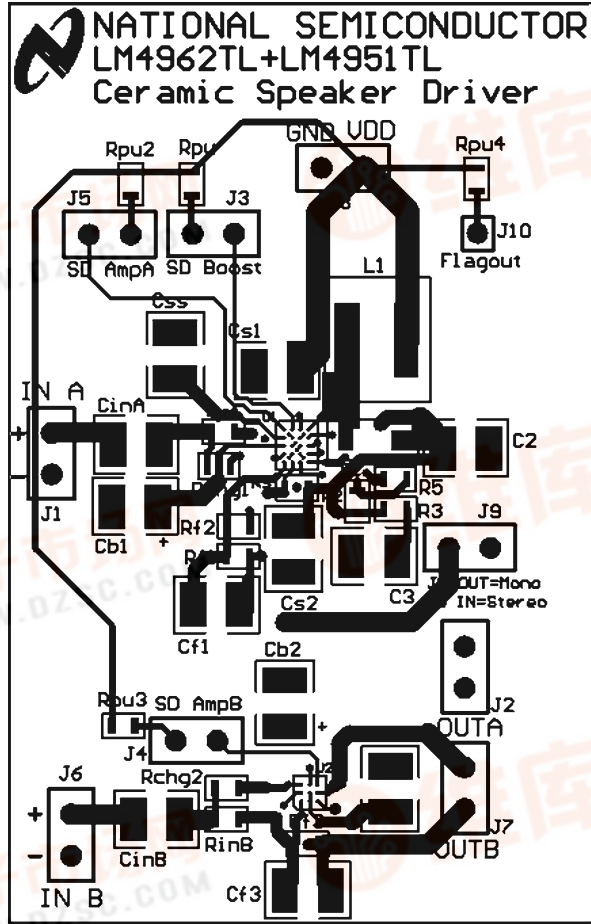 NATIONAL SEMICONDUCTOR
LM4962TL+LM4951TL
Ceramic Speaker Driver
GND VDD
Rpu2
Rpu
Rpu4
J5
J3
J10
SD AmpA
SD Boost
Flagout
L1
Css
Cs1
IN A
CinA
+
C2
-
R5
J1
R3
Cb1
+
Rf2
J9
OUT=Mono
IN=Stereo
Cs2
C3
Cf1
Cb2
Rpu3
SD AmpB
+
J2
OUTA
J4
J6
Rchg2
+
J7
-
CinB
RinB
OUTB
IN B
Cf3